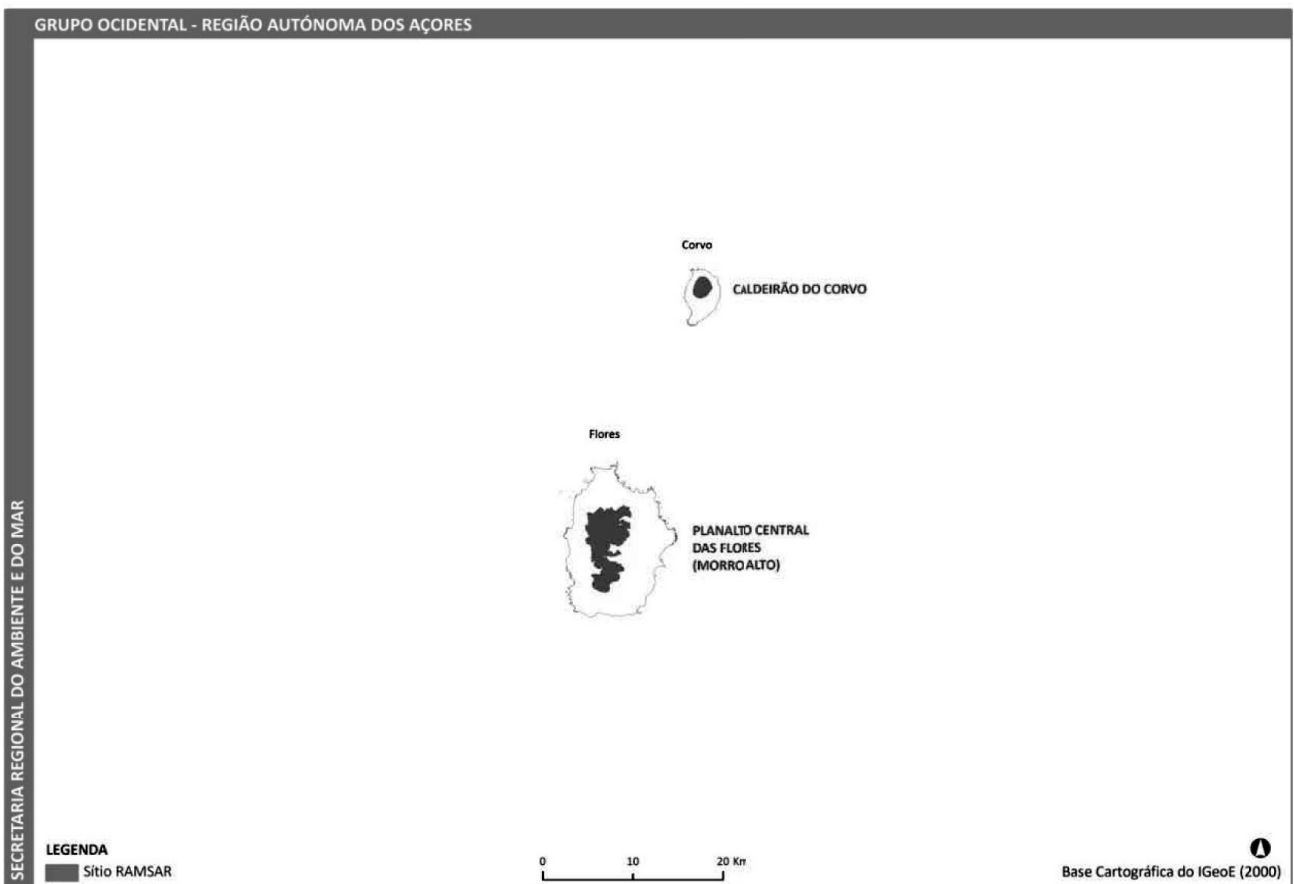 GRUPO OCIDENTAL - REGIÃO AUTÓNOMA DOS AÇORES
SECRETARIA REGIONAL DO AMBIENTE E DO MAR
Corvo
CALDEIRÃO DO CORVO
Flores
PLANALTO CENTRAL
DAS FLORES
(MORRO ALTO)
LEGENDA
Sítio RAMSAR
0 10 20 Km
Base Cartográfica do IGeoE (2000)